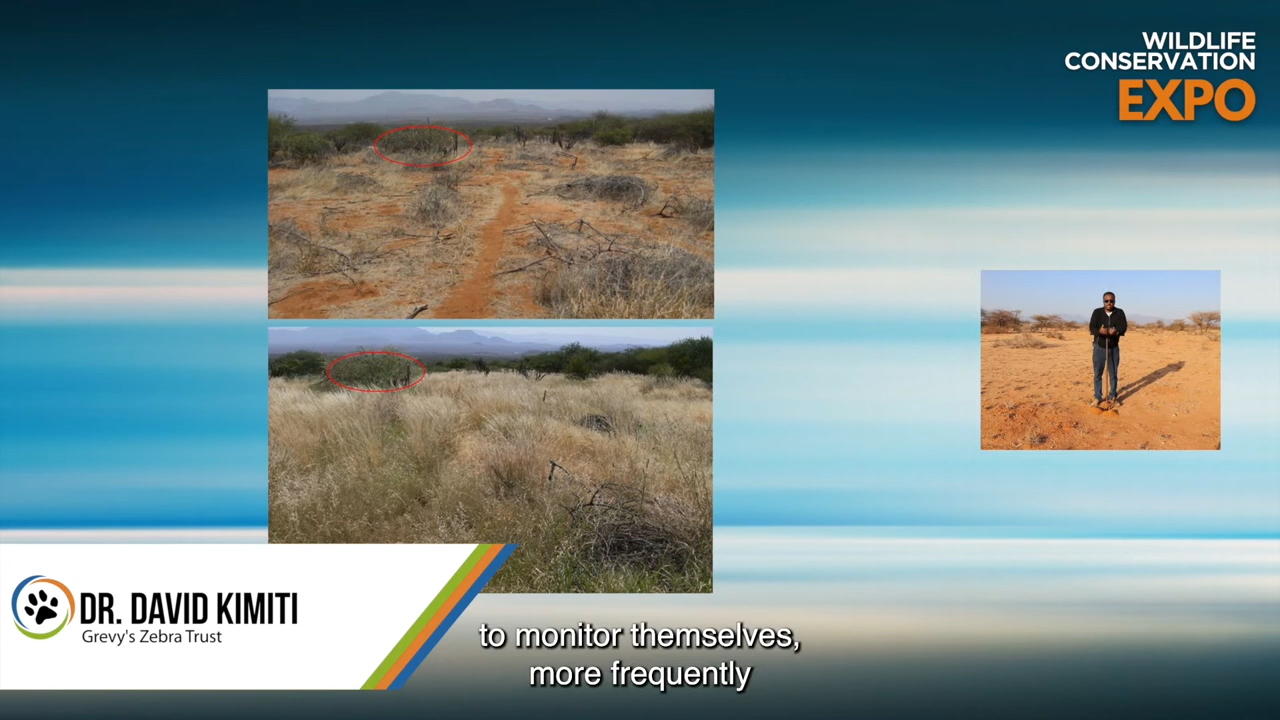 WILDLIFE
CONSERVATION
EXPO
DR. DAVID KIMITI
Grevy's Zebra Trust
to monitor themselves,
more frequently